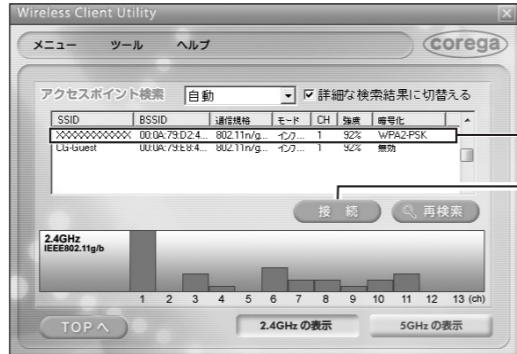 Wireless Client Utility
メニュー ツール ヘルプ
corega
アクセスポイント検索 自動 詳細な検索結果に切替える
SSID BSSID 通信規格 モード CH 強度 暗号化
XXXXXXXXXXXX 00:0A:79:D2:4... 802.11n/g... インフ... 1 92% WPA2-PSK
CG-Guest 00:0A:79:E8:4... 802.11n/g... インフ... 1 92% 無効
接続 再検索
2.4GHz
IEEE802.11g/b
1 2 3 4 5 6 7 8 9 10 11 12 13 (ch)
TOPへ 2.4GHz の表示 5GHz の表示